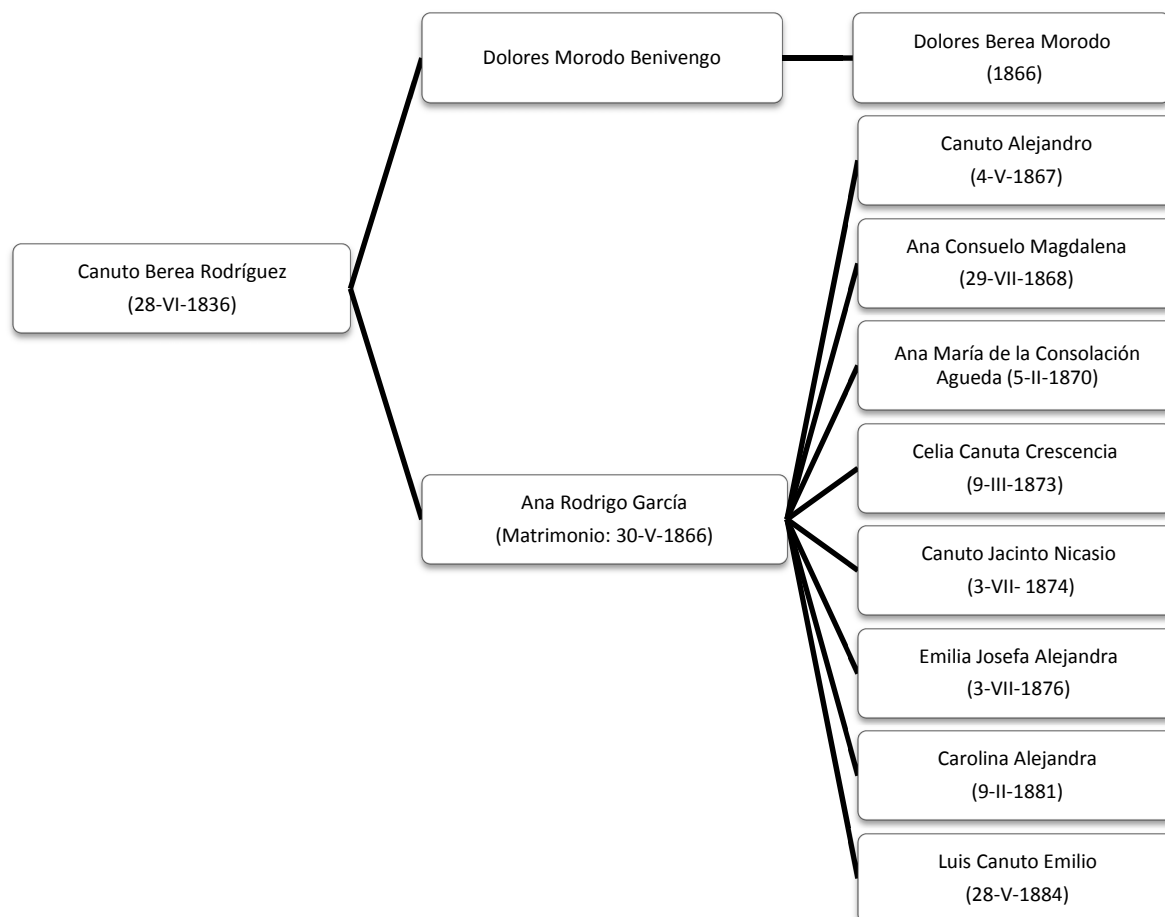 Canuto Berea Rodríguez
(28-VI-1836)
Dolores Morodo Benivengo
Dolores Berea Morodo
(1866)
Ana Rodrigo García
(Matrimonio: 30-V-1866)
Canuto Alejandro
(4-V-1867)
Ana Consuelo Magdalena
(29-VII-1868)
Ana María de la Consolación
Agueda (5-II-1870)
Celia Canuta Crescencia
(9-III-1873)
Canuto Jacinto Nicasio
(3-VII- 1874)
Emilia Josefa Alejandra
(3-VII-1876)
Carolina Alejandra
(9-II-1881)
Luis Canuto Emilio
(28-V-1884)